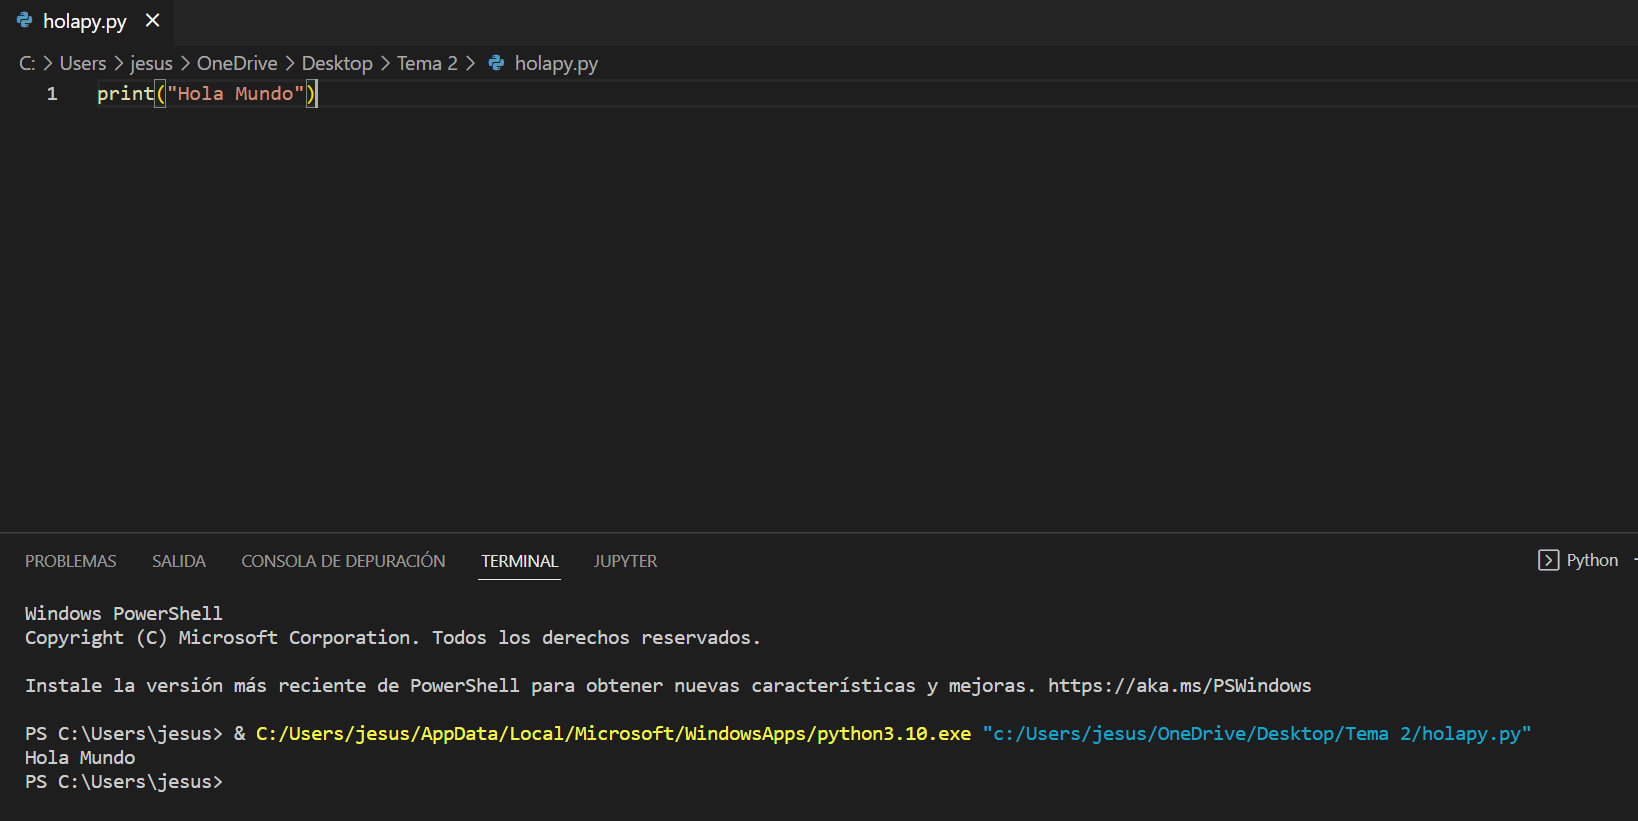 holapy.py
C: > Users > jesus > OneDrive > Desktop > Tema 2 > holapy.py
1 print("Hola Mundo")
PROBLEMAS SALIDA CONSOLA DE DEPURACIÓN TERMINAL JUPYTER Python
Windows PowerShell
Copyright (C) Microsoft Corporation. Todos los derechos reservados.
Instale la versión más reciente de PowerShell para obtener nuevas características y mejoras. https://aka.ms/PSWindows
PS C:\Users\jesus> & C:/Users/jesus/AppData/Local/Microsoft/WindowsApps/python3.10.exe "c:/Users/jesus/OneDrive/Desktop/Tema 2/holapy.py"
Hola Mundo
PS C:\Users\jesus>